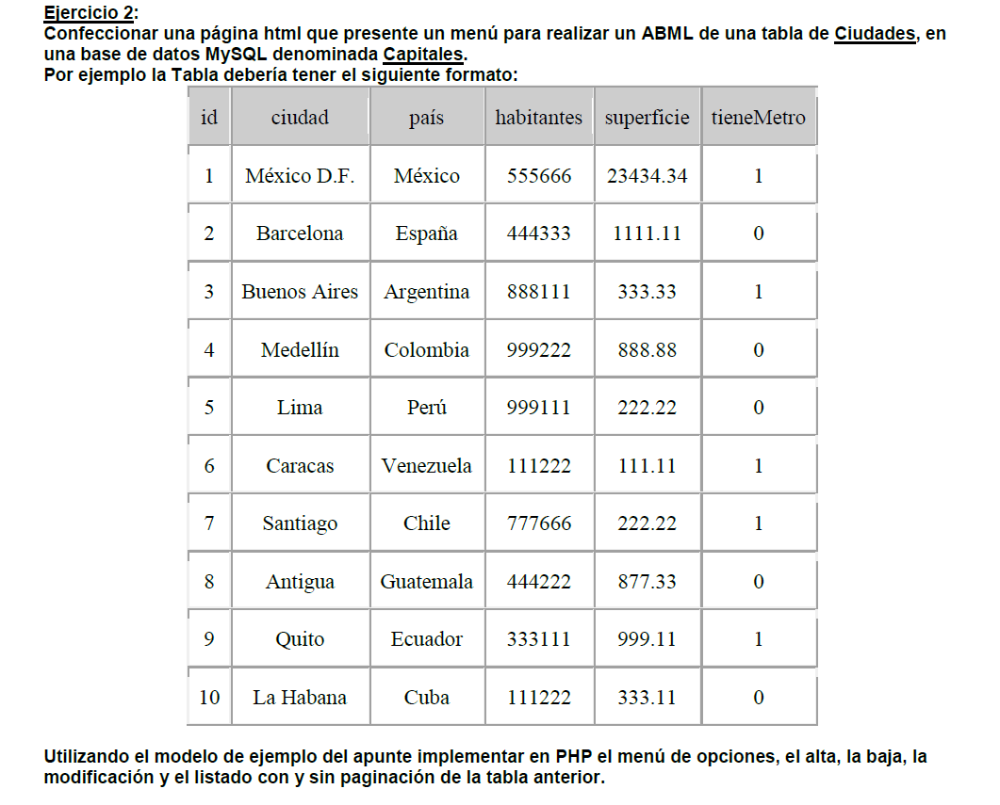 Ejercicio 2:
Confeccionar una página html que presente un menú para realizar un ABML de una tabla de Ciudades, en
una base de datos MySQL denominada Capitales.
Por ejemplo la Tabla debería tener el siguiente formato:
id ciudad país habitantes superficie tieneMetro
1 México D.F. México 555666 23434.34 1
2 Barcelona España 444333 1111.11 0
3 Buenos Aires Argentina 888111 333.33 1
4 Medellín Colombia 999222 888.88 0
5 Lima Perú 999111 222.22 0
6 Caracas Venezuela 111222 111.11 1
7 Santiago Chile 777666 222.22 1
8 Antigua Guatemala 444222 877.33 0
9 Quito Ecuador 333111 999.11 1
10 La Habana Cuba 111222 333.11 0
Utilizando el modelo de ejemplo del apunte implementar en PHP el menú de opciones, el alta, la baja, la
modificación y el listado con y sin paginación de la tabla anterior.